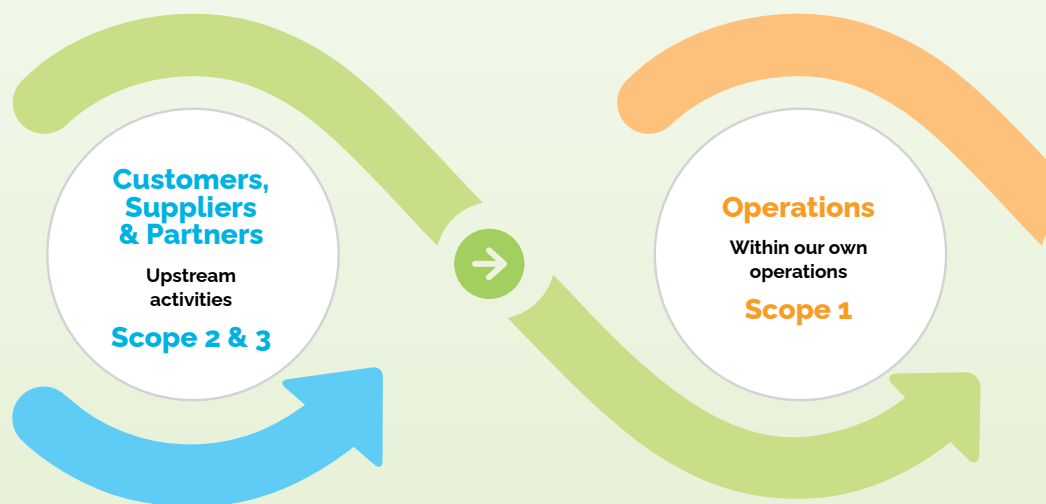 Customers,
Suppliers
& Partners
Upstream
activities
Scope 2 & 3
Operations
Within our own
operations
Scope 1